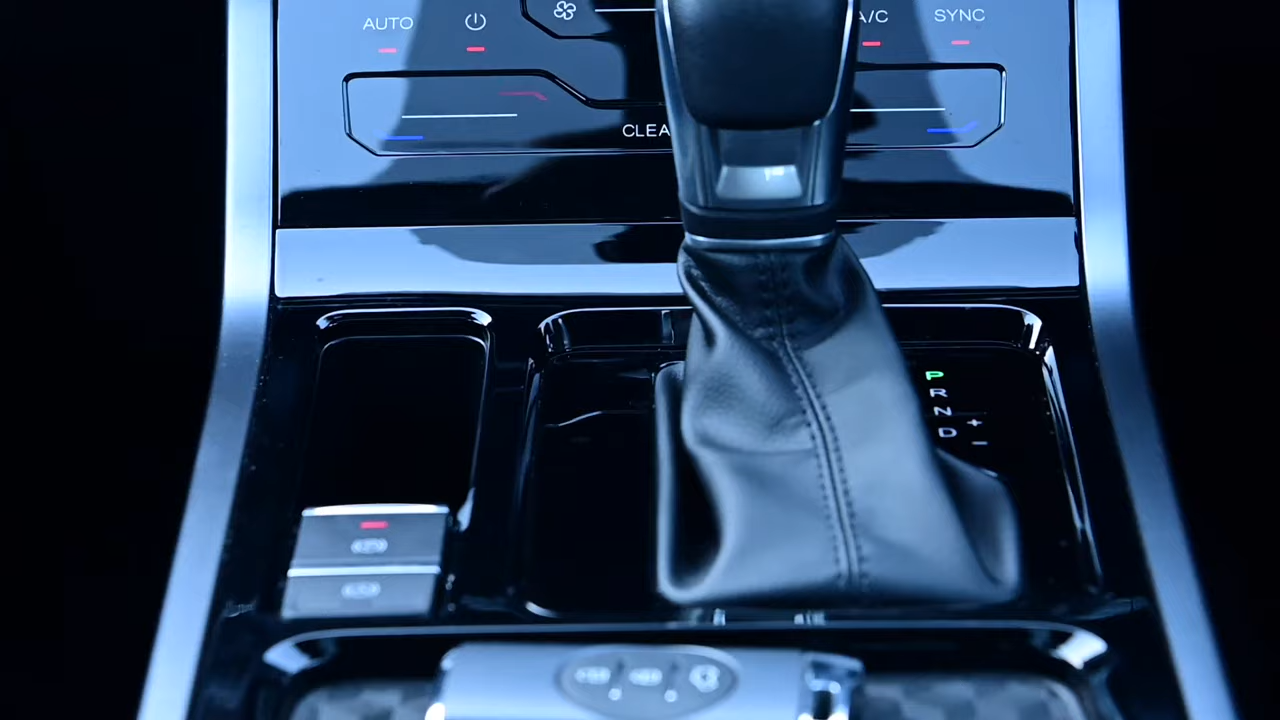 AUTO
A/C
SYNC
CLEA
P
R
N +
D −